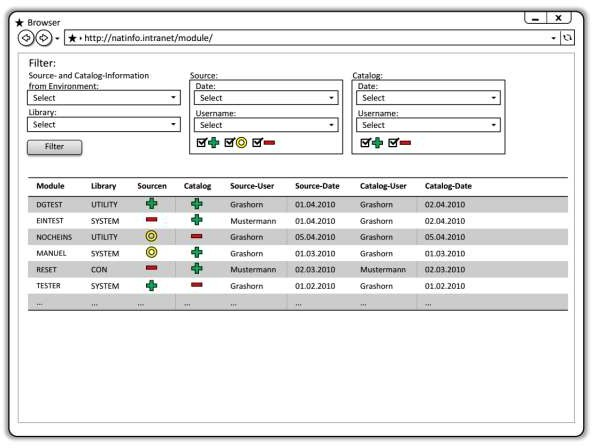 Browser
http://natinfo.intranet/module/
Filter:
Source- and Catalog-Information
from Environment:
Select
Library:
Select
Filter
Source:
Date:
Select
Username:
Select
Catalog:
Date:
Select
Username:
Select
Module Library Sourcen Catalog Source-User Source-Date Catalog-User Catalog-Date
DGTEST UTILITY Grashorn 01.04.2010 Grashorn 02.04.2010
EINTEST SYSTEM Mustermann 01.04.2010 Grashorn 02.04.2010
NOCHEINS UTILITY Grashorn 05.04.2010 Grashorn 05.04.2010
MANUEL SYSTEM Grashorn 01.03.2010 Grashorn 01.03.2010
RESET CON Mustermann 02.03.2010 Mustermann 02.03.2010
TESTER SYSTEM Grashorn 01.02.2010 Grashorn 01.02.2010
... ... ... ... ... ... ... ...